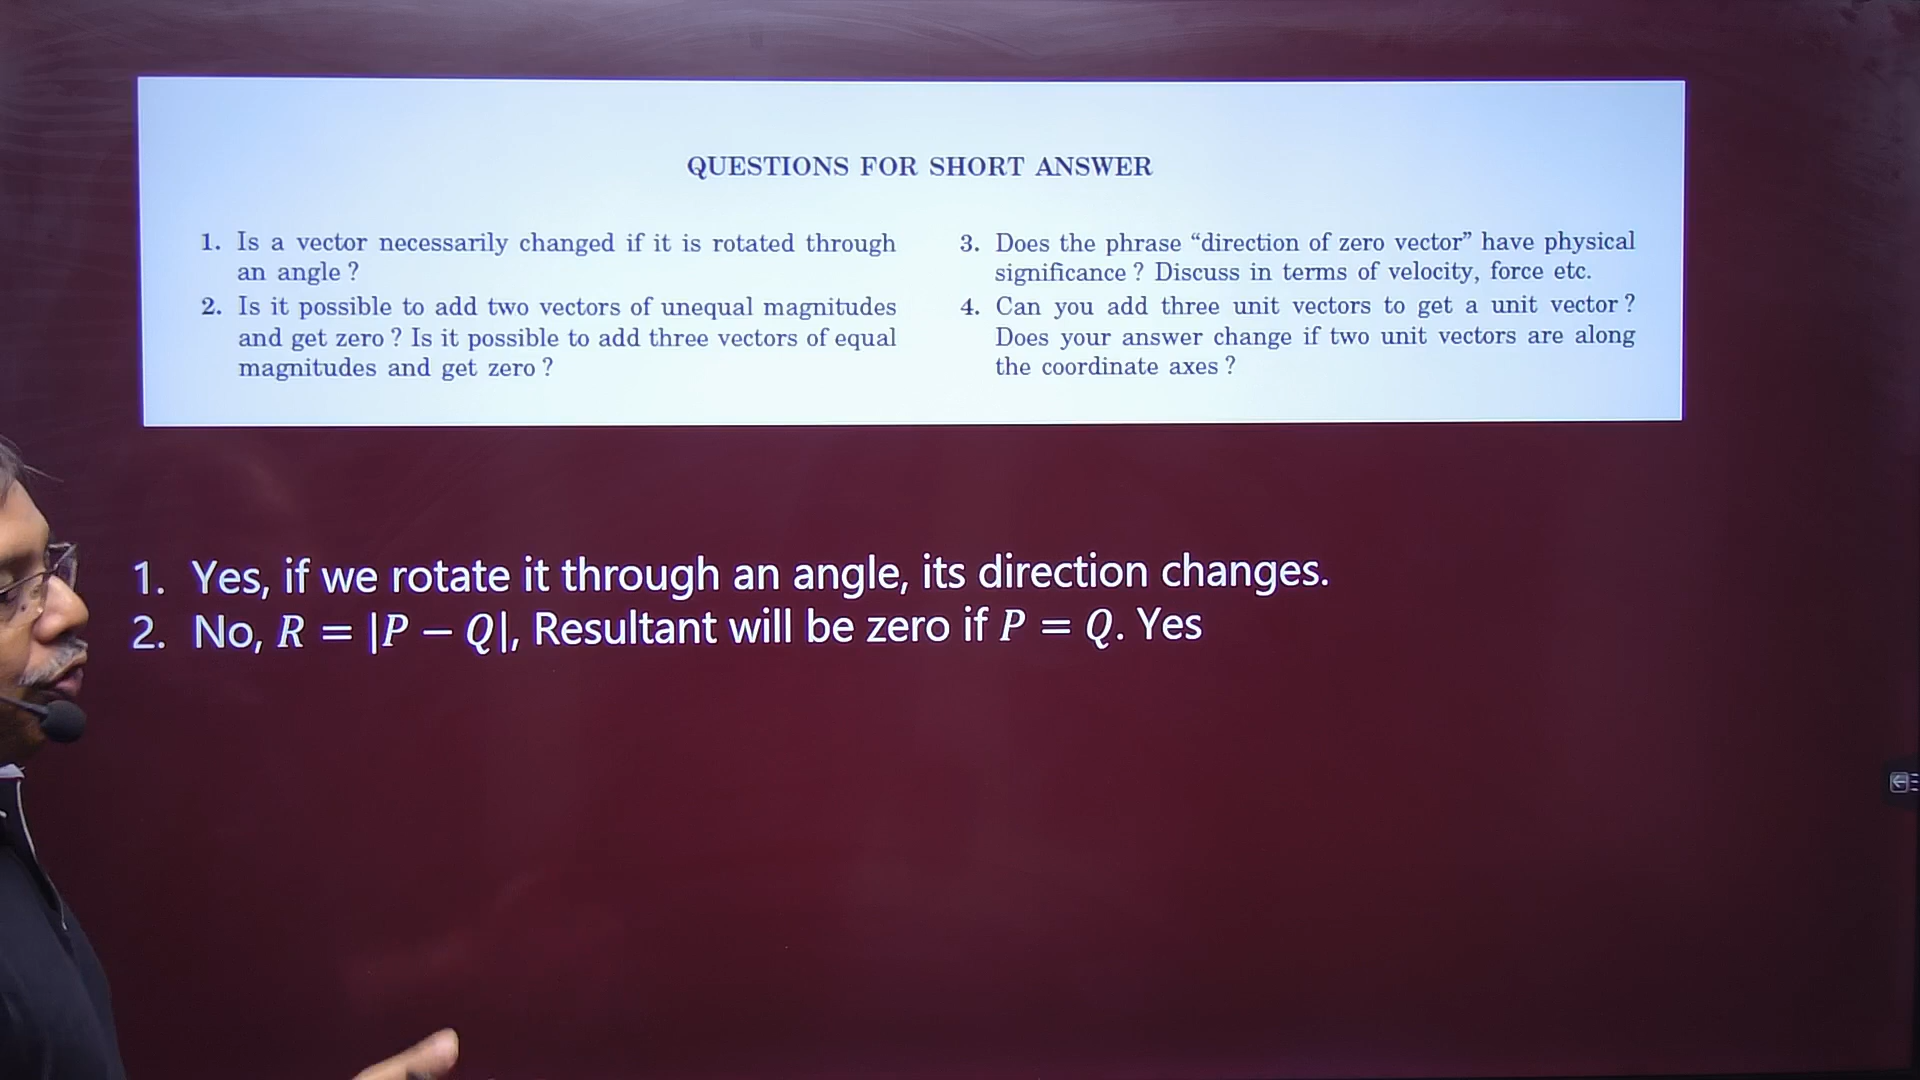 QUESTIONS FOR SHORT ANSWER
1. Is a vector necessarily changed if it is rotated through
an angle ?
2. Is it possible to add two vectors of unequal magnitudes
and get zero ? Is it possible to add three vectors of equal
magnitudes and get zero ?
3. Does the phrase “direction of zero vector” have physical
significance ? Discuss in terms of velocity, force etc.
4. Can you add three unit vectors to get a unit vector ?
Does your answer change if two unit vectors are along
the coordinate axes ?
1. Yes, if we rotate it through an angle, its direction changes.
2. No, R = |P − Q|, Resultant will be zero if P = Q. Yes